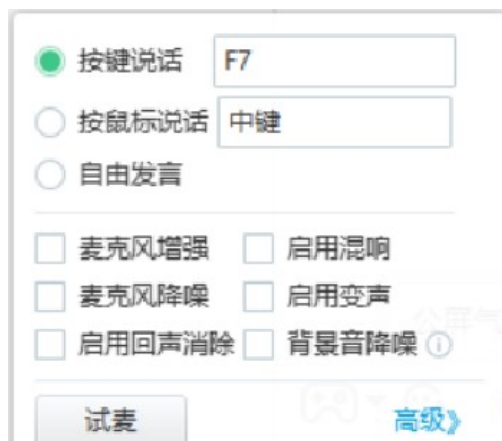 按键说话 F7
按鼠标说话 中键
自由发言
麦克风增强 启用混响
麦克风降噪 启用变声
启用回声消除 背景音降噪
试麦 高级》